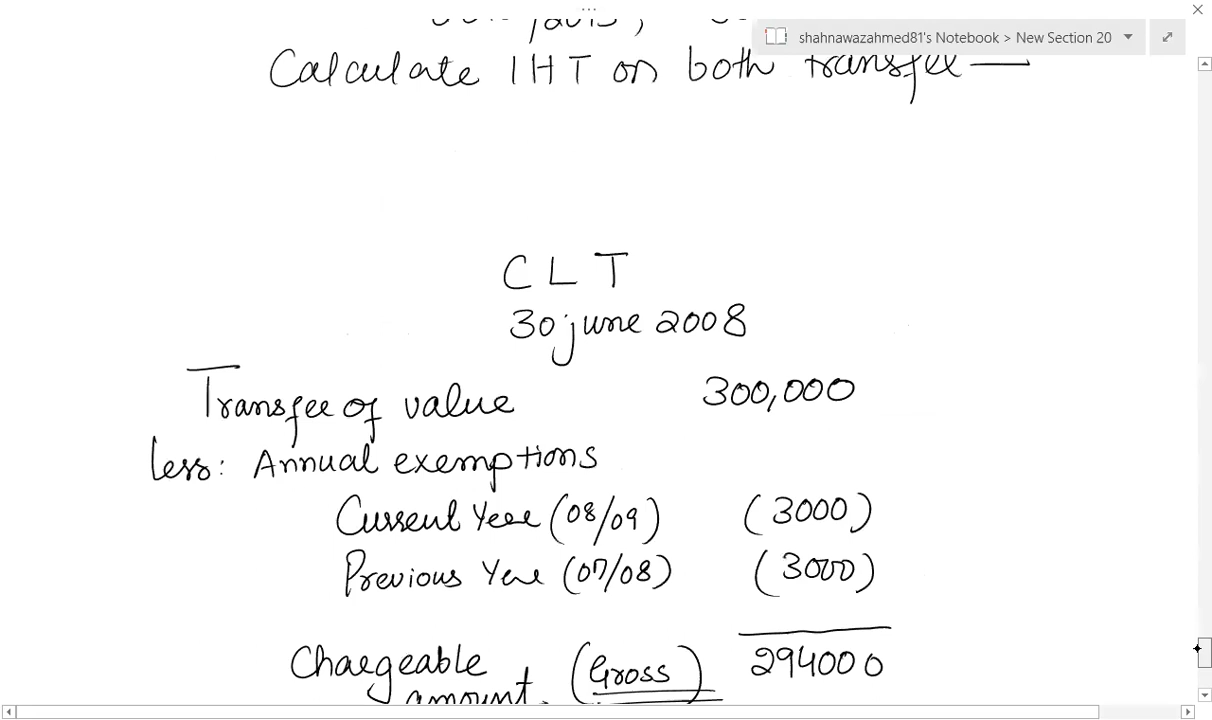 shahnawazahmed81's Notebook > New Section 20
Calculate IHT on both transfer
CLT
30 june 2008
Transfer of value 300,000
less: Annual exemptions
Current Year (08/09) (3000)
Previous Year (07/08) (3000)
Chargeable (Gross) 294000
amount.